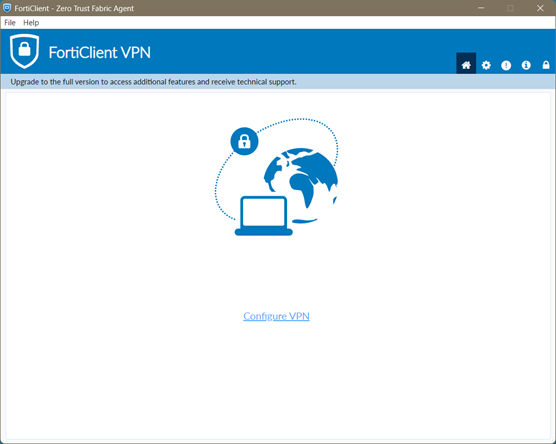 FortiClient - Zero Trust Fabric Agent
File Help
FortiClient VPN
Upgrade to the full version to access additional features and receive technical support.
Configure VPN